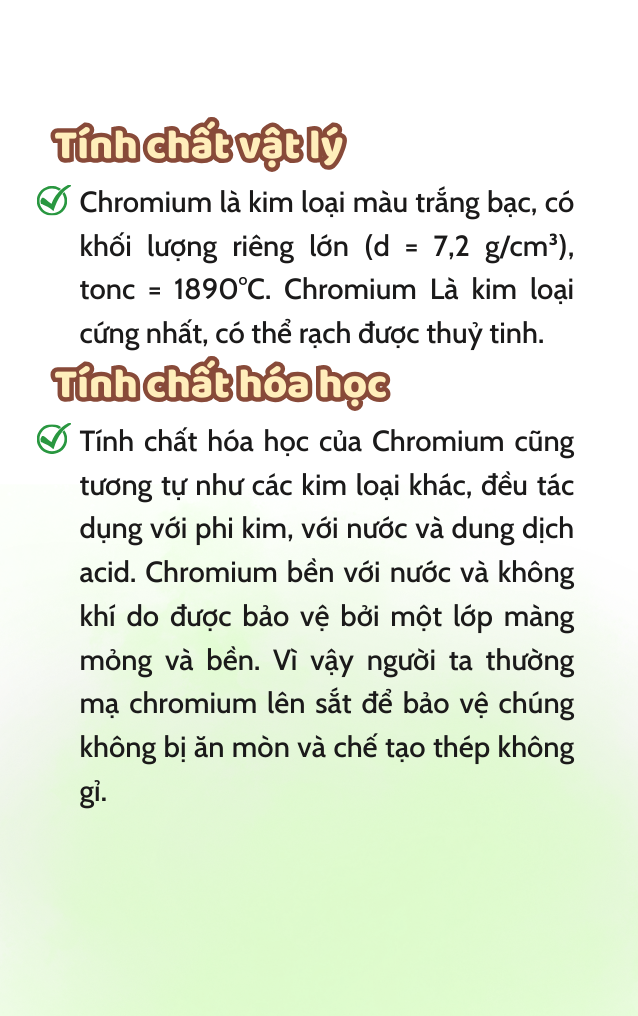 Tính chất vật lý
Chromium là kim loại màu trắng bạc, có
khối lượng riêng lớn (d = 7,2 g/cm³),
tonc = 1890°C. Chromium Là kim loại
cứng nhất, có thể rạch được thuỷ tinh.
Tính chất hóa học
Tính chất hóa học của Chromium cũng
tương tự như các kim loại khác, đều tác
dụng với phi kim, với nước và dung dịch
acid. Chromium bền với nước và không
khí do được bảo vệ bởi một lớp màng
mỏng và bền. Vì vậy người ta thường
mạ chromium lên sắt để bảo vệ chúng
không bị ăn mòn và chế tạo thép không
gỉ.